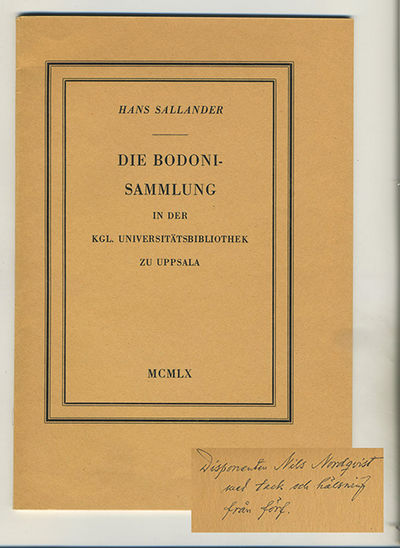 HANS SALLANDER
DIE BODONI-
SAMMLUNG
IN DER
KGL. UNIVERSITÄTSBIBLIOTHEK
ZU UPPSALA
MCMLX
Disponenten Nils Nordqvist
med tack och hälsning
från förf.